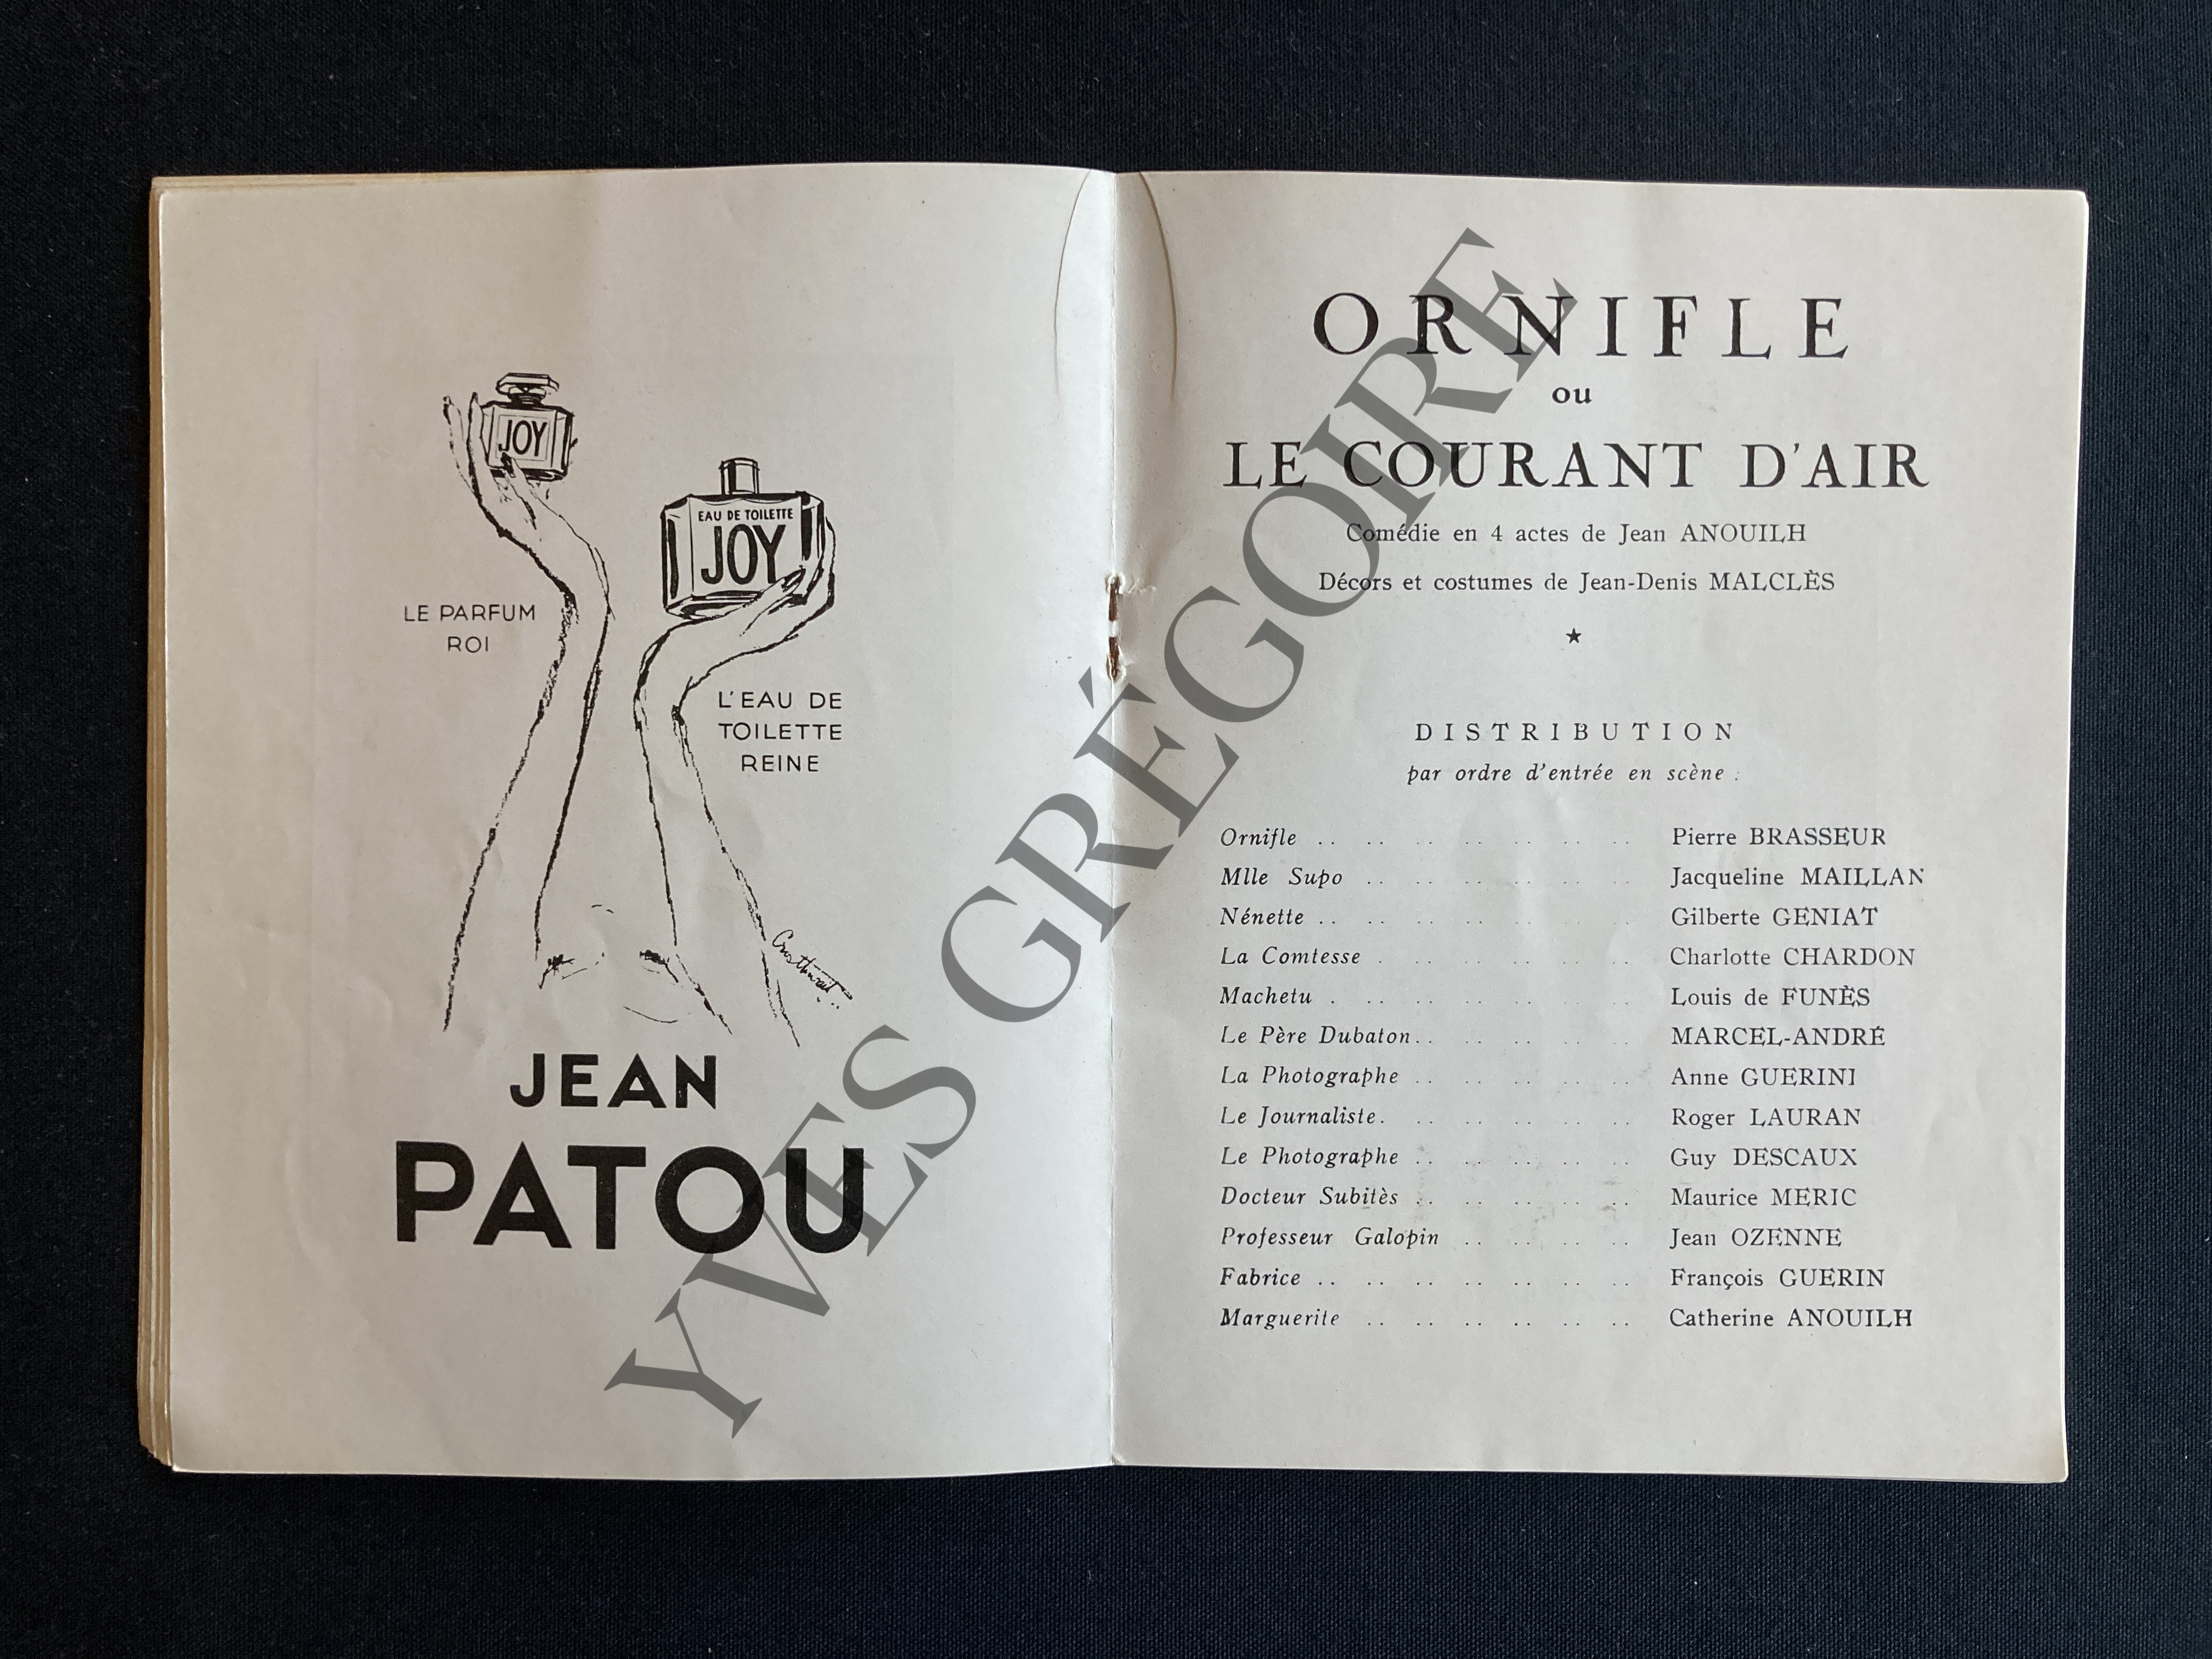 JOY
EAU DE TOILETTE
JOY
LE PARFUM
ROI
L'EAU DE
TOILETTE
REINE
JEAN
PATOU
ORNIFLE
ou
LE COURANT D'AIR
Comédie en 4 actes de Jean ANOUILH
Décors et costumes de Jean-Denis MALCLÈS
★
DISTRIBUTION
par ordre d'entrée en scène :
Ornifle .. .. .. .. .. .. .. Pierre BRASSEUR
Mlle Supo .. .. .. .. .. .. Jacqueline MAILLAN
Nénette .. .. .. .. .. .. .. Gilberte GENIAT
La Comtesse . .. .. .. .. .. Charlotte CHARDON
Machetu . .. .. .. .. .. .. Louis de FUNÈS
Le Père Dubaton .. .. .. .. .. MARCEL-ANDRÉ
La Photographe .. .. .. .. .. Anne GUERINI
Le Journaliste . .. .. .. .. .. Roger LAURAN
Le Photographe .. .. .. .. .. Guy DESCAUX
Docteur Subitès .. .. .. .. .. Maurice MERIC
Professeur Galopin .. .. .. .. Jean OZENNE
Fabrice .. .. .. .. .. .. .. François GUERIN
Marguerite .. .. .. .. .. .. Catherine ANOUILH
YVES GRÉGOIRE